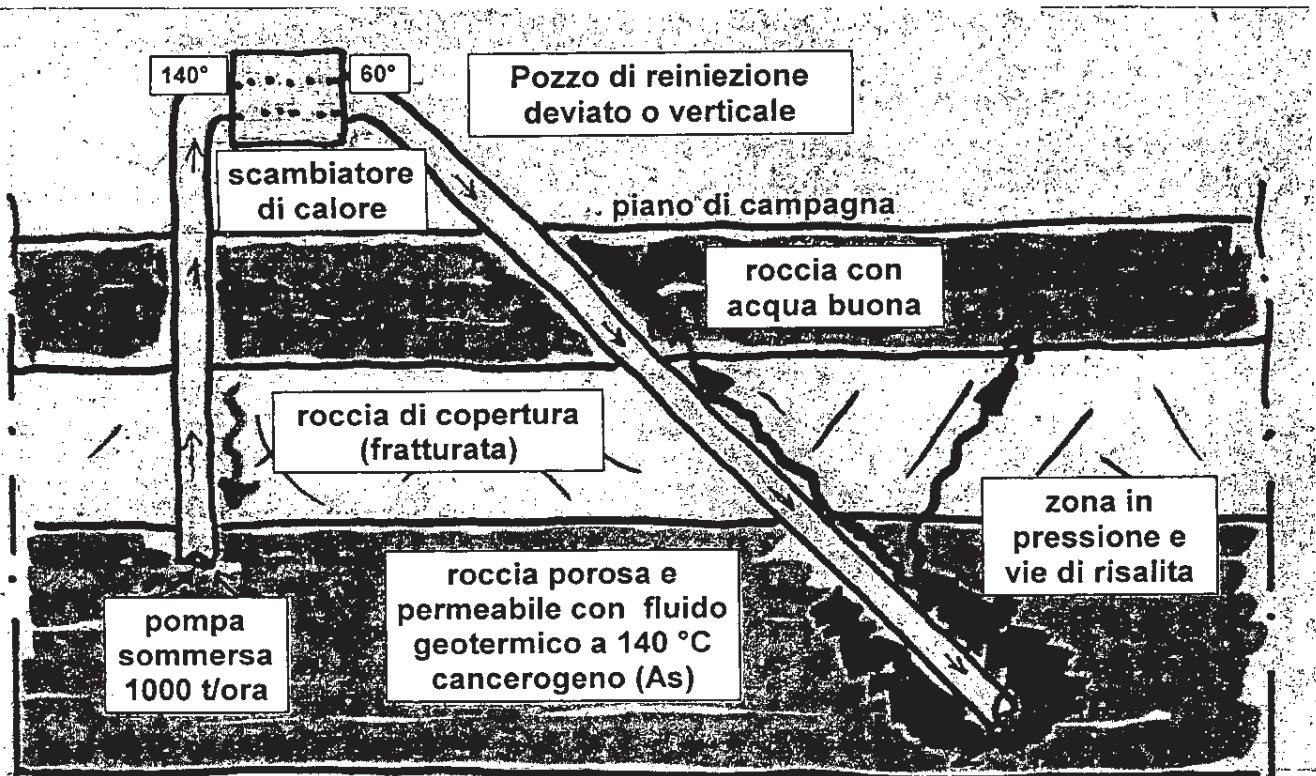 140°
60°
Pozzo di reiniezione
deviato o verticale
scambiatore
di calore
piano di campagna
roccia con
acqua buona
roccia di copertura
(fratturata)
zona in
pressione e
vie di risalita
roccia porosa e
permeabile con fluido
geotermico a 140 °C
cancerogeno (As)
pompa
sommersa
1000 t/ora